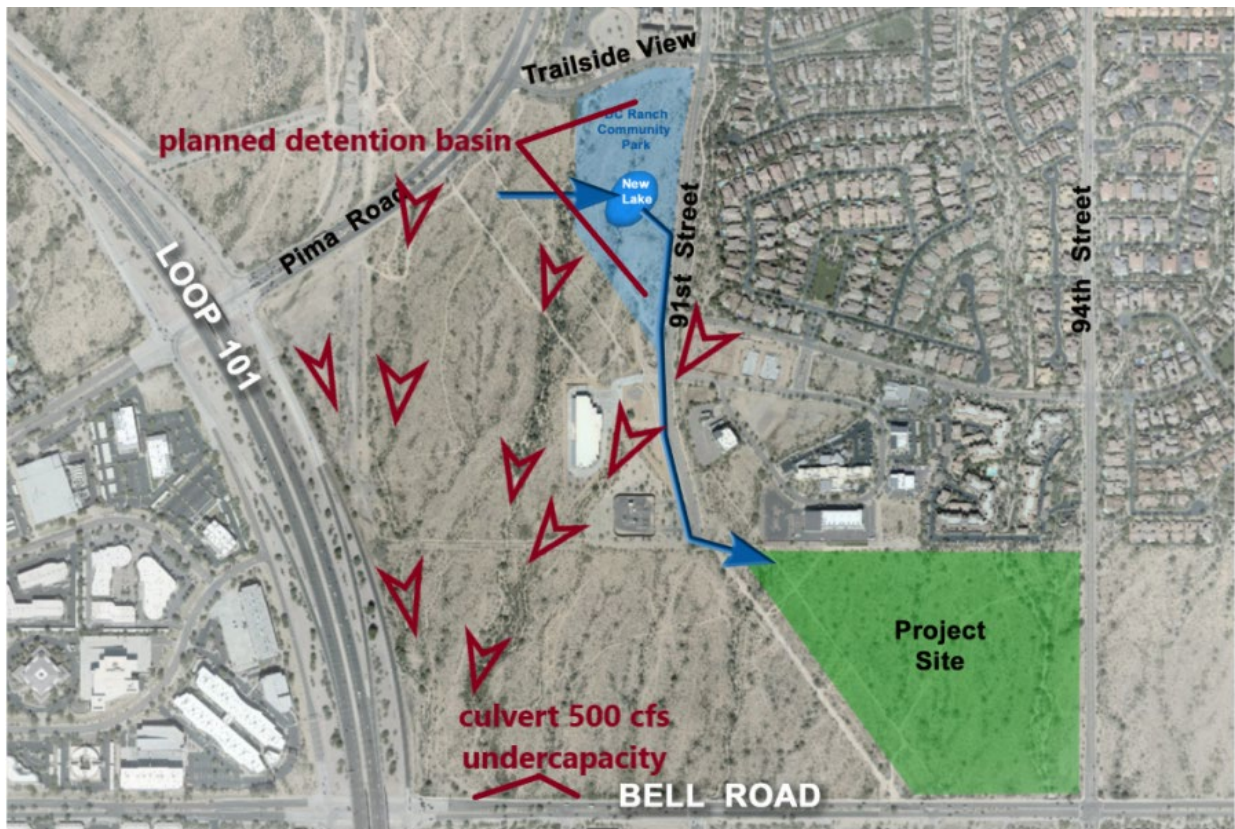 Trailside View
planned detention basin
DC Ranch
Community
Park
New
Lake
Pima Road
91st Street
94th Street
LOOP 101
Project
Site
culvert 500 cfs
undercapacity
BELL ROAD